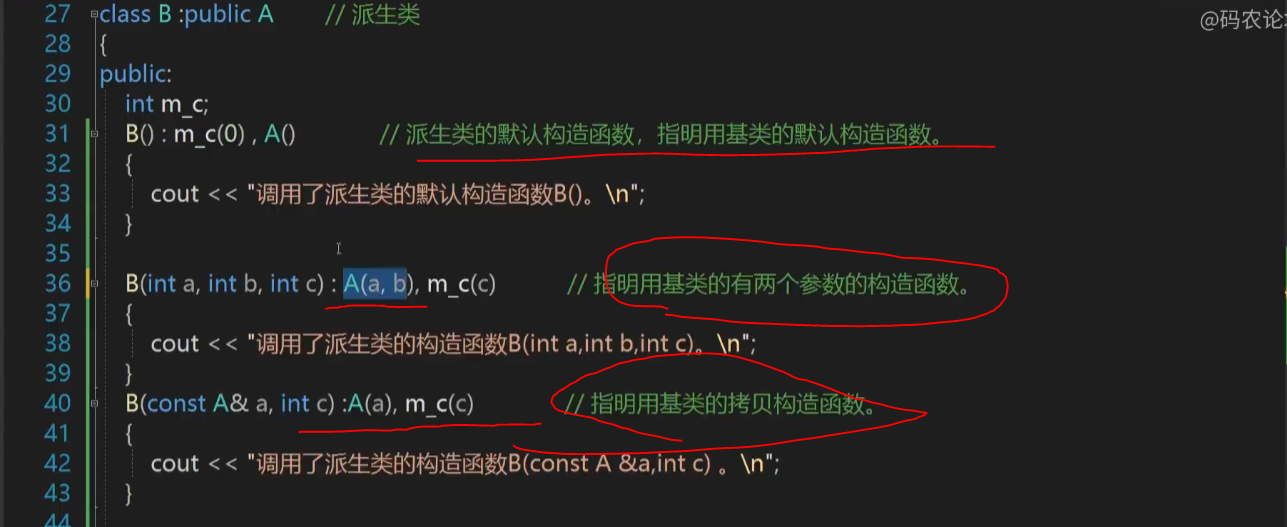 @码农论
27 class B :public A // 派生类
28 {
29 public:
30 int m_c;
31 B() : m_c(0) , A() // 派生类的默认构造函数，指明用基类的默认构造函数。
32 {
33 cout << "调用了派生类的默认构造函数B()。\n";
34 }
35
36 B(int a, int b, int c) : A(a, b), m_c(c) // 指明用基类的有两个参数的构造函数。
37 {
38 cout << "调用了派生类的构造函数B(int a,int b,int c)。\n";
39 }
40 B(const A& a, int c) :A(a), m_c(c) // 指明用基类的拷贝构造函数。
41 {
42 cout << "调用了派生类的构造函数B(const A &a,int c) 。\n";
43 }
44